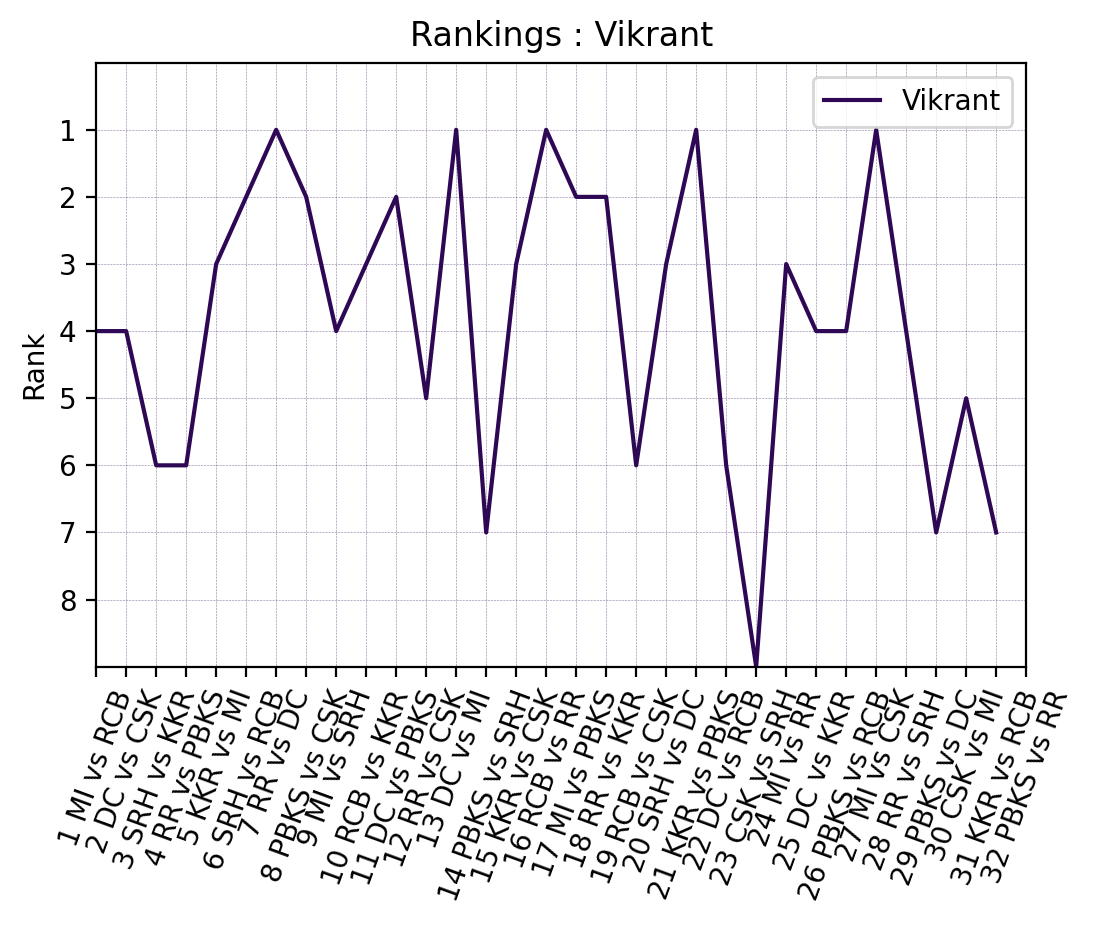 Rankings : Vikrant
Vikrant
Rank
1
2
3
4
5
6
7
8
1 MI vs RCB
2 DC vs CSK
3 SRH vs KKR
4 RR vs PBKS
5 KKR vs MI
6 SRH vs RCB
7 RR vs DC
8 PBKS vs CSK
9 MI vs SRH
10 RCB vs KKR
11 DC vs PBKS
12 RR vs CSK
13 DC vs MI
14 PBKS vs SRH
15 KKR vs CSK
16 RCB vs RR
17 MI vs PBKS
18 RR vs KKR
19 RCB vs CSK
20 SRH vs DC
21 KKR vs PBKS
22 DC vs RCB
23 CSK vs SRH
24 MI vs RR
25 DC vs KKR
26 PBKS vs RCB
27 MI vs CSK
28 RR vs SRH
29 PBKS vs DC
30 CSK vs MI
31 KKR vs RCB
32 PBKS vs RR